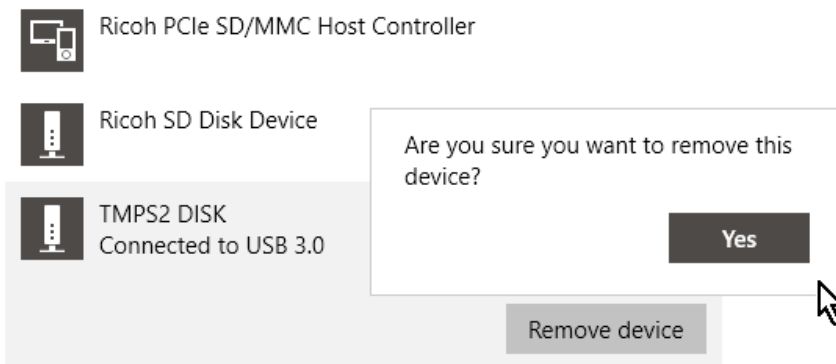 Ricoh PCIe SD/MMC Host Controller
Ricoh SD Disk Device
Are you sure you want to remove this
device?
Yes
TMPS2 DISK
Connected to USB 3.0
Remove device